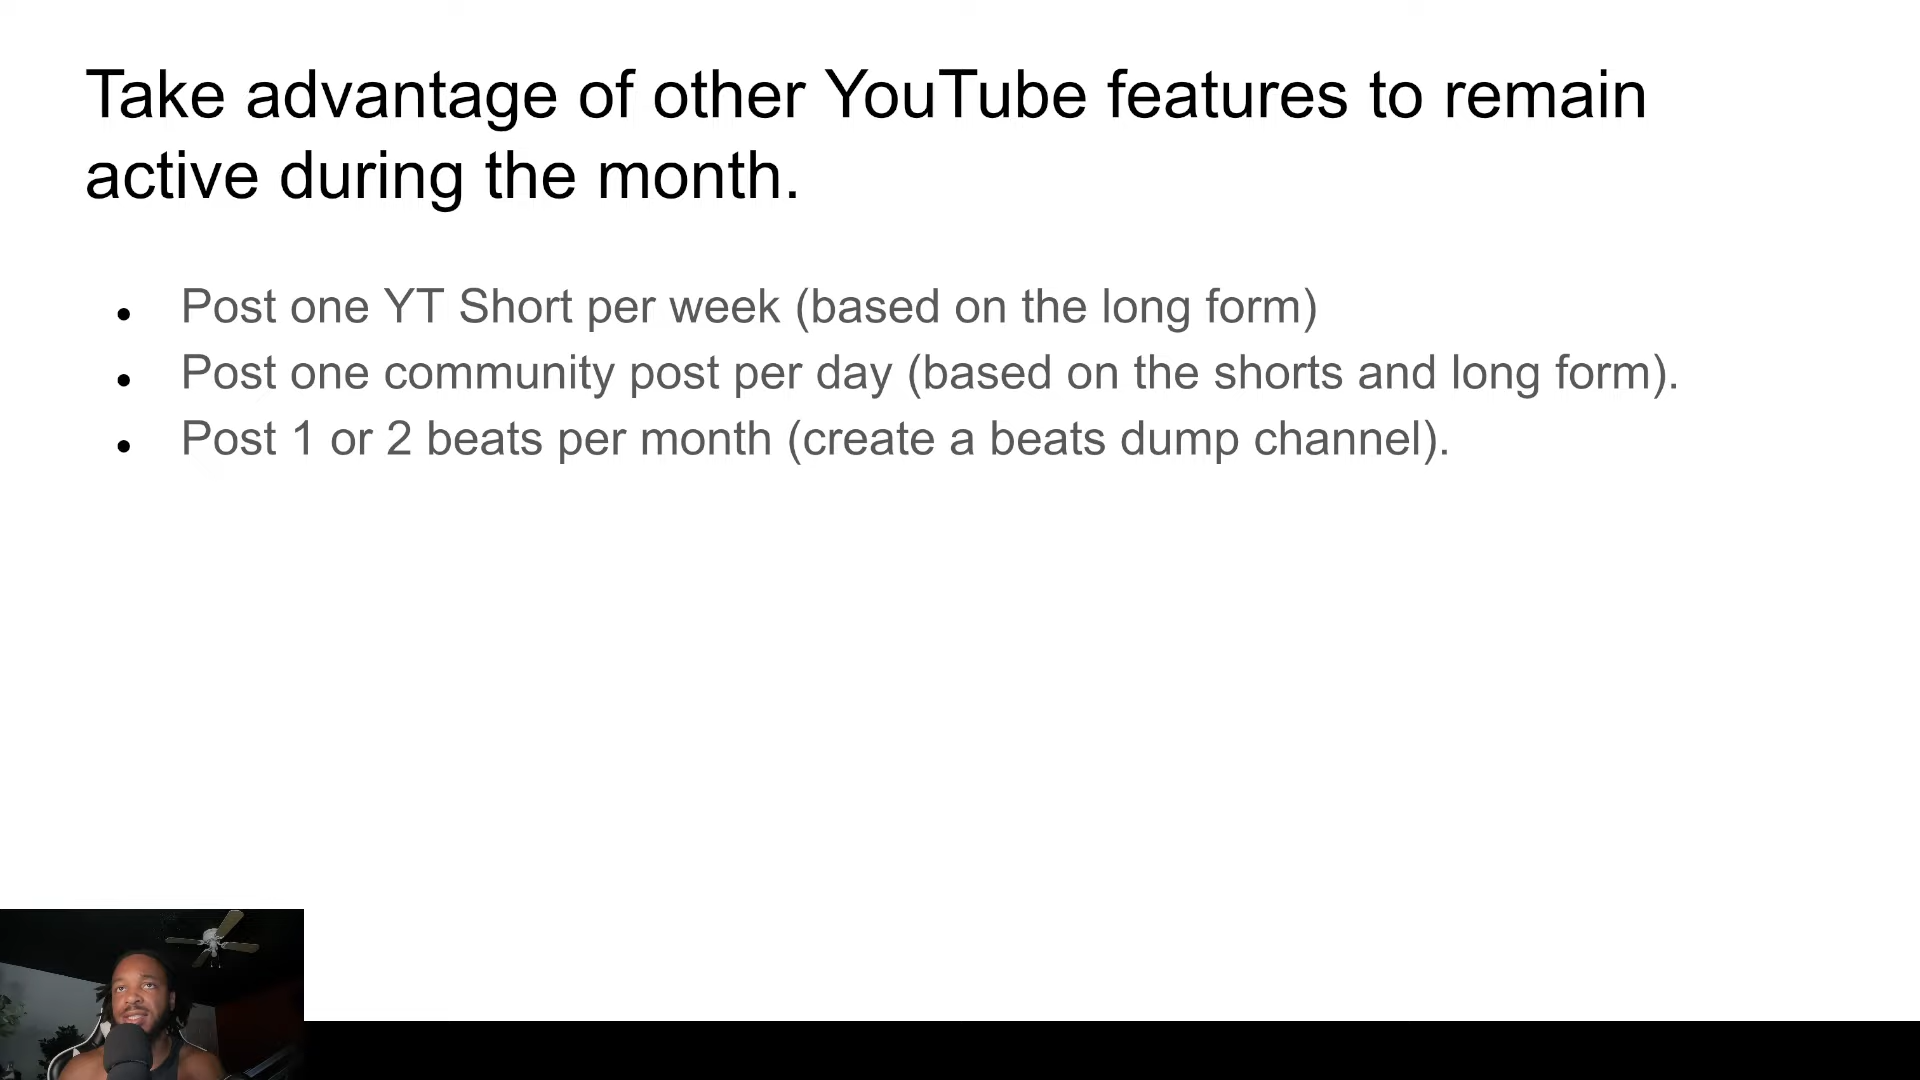 Take advantage of other YouTube features to remain
active during the month.
Post one YT Short per week (based on the long form)
Post one community post per day (based on the shorts and long form).
Post 1 or 2 beats per month (create a beats dump channel).